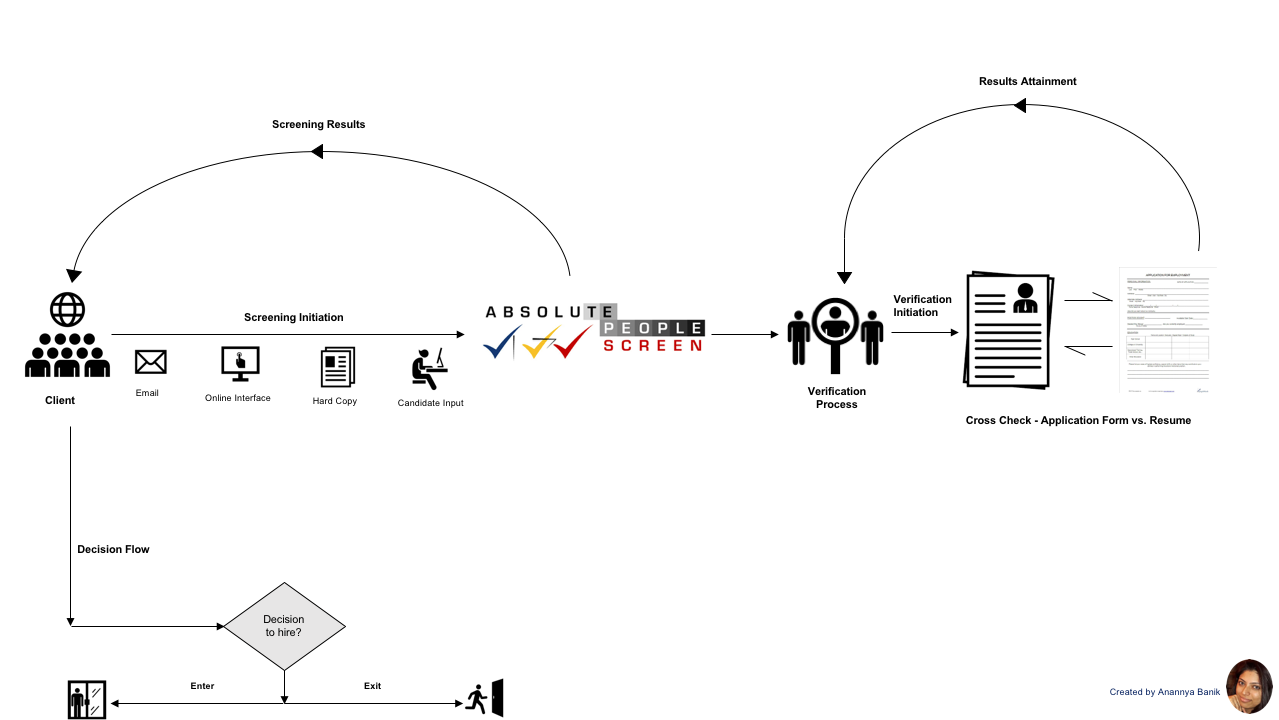 Results Attainment
Screening Results
Screening Initiation
Verification
Initiation
ABSOLUTE
PEOPLE
SCREEN
Email
Online Interface
Hard Copy
Candidate Input
Client
Verification
Process
APPLICATION FOR EMPLOYMENT
Cross Check - Application Form vs. Resume
Decision Flow
Decision
to hire?
Enter
Exit
Created by Anannya Banik